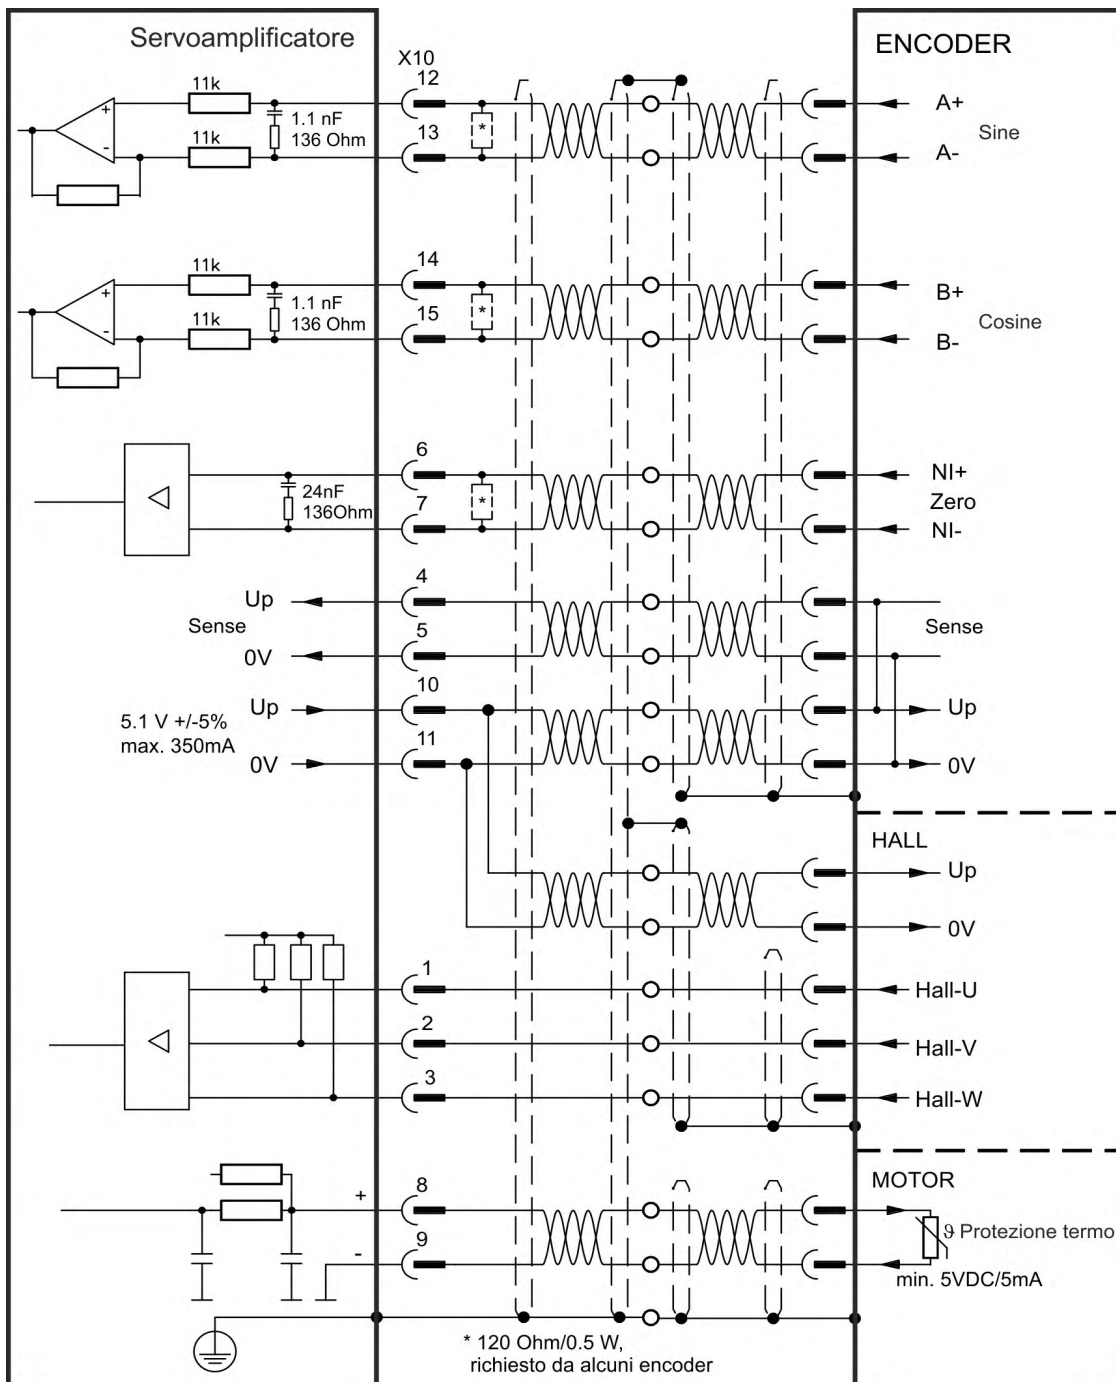 Servoamplificatore
X10
ENCODER
11k
12
A+
1.1 nF
136 Ohm
*
Sine
11k
13
A-
11k
14
B+
1.1 nF
136 Ohm
*
Cosine
11k
15
B-
6
NI+
24nF
136Ohm
*
Zero
7
NI-
Up
4
Sense
Sense
0V
5
Up
10
Up
5.1 V +/-5%
max. 350mA
0V
11
0V
HALL
Up
0V
1
Hall-U
2
Hall-V
3
Hall-W
MOTOR
+
8
ϑ Protezione termo
-
9
min. 5VDC/5mA
* 120 Ohm/0.5 W,
richiesto da alcuni encoder
+
-
+
-